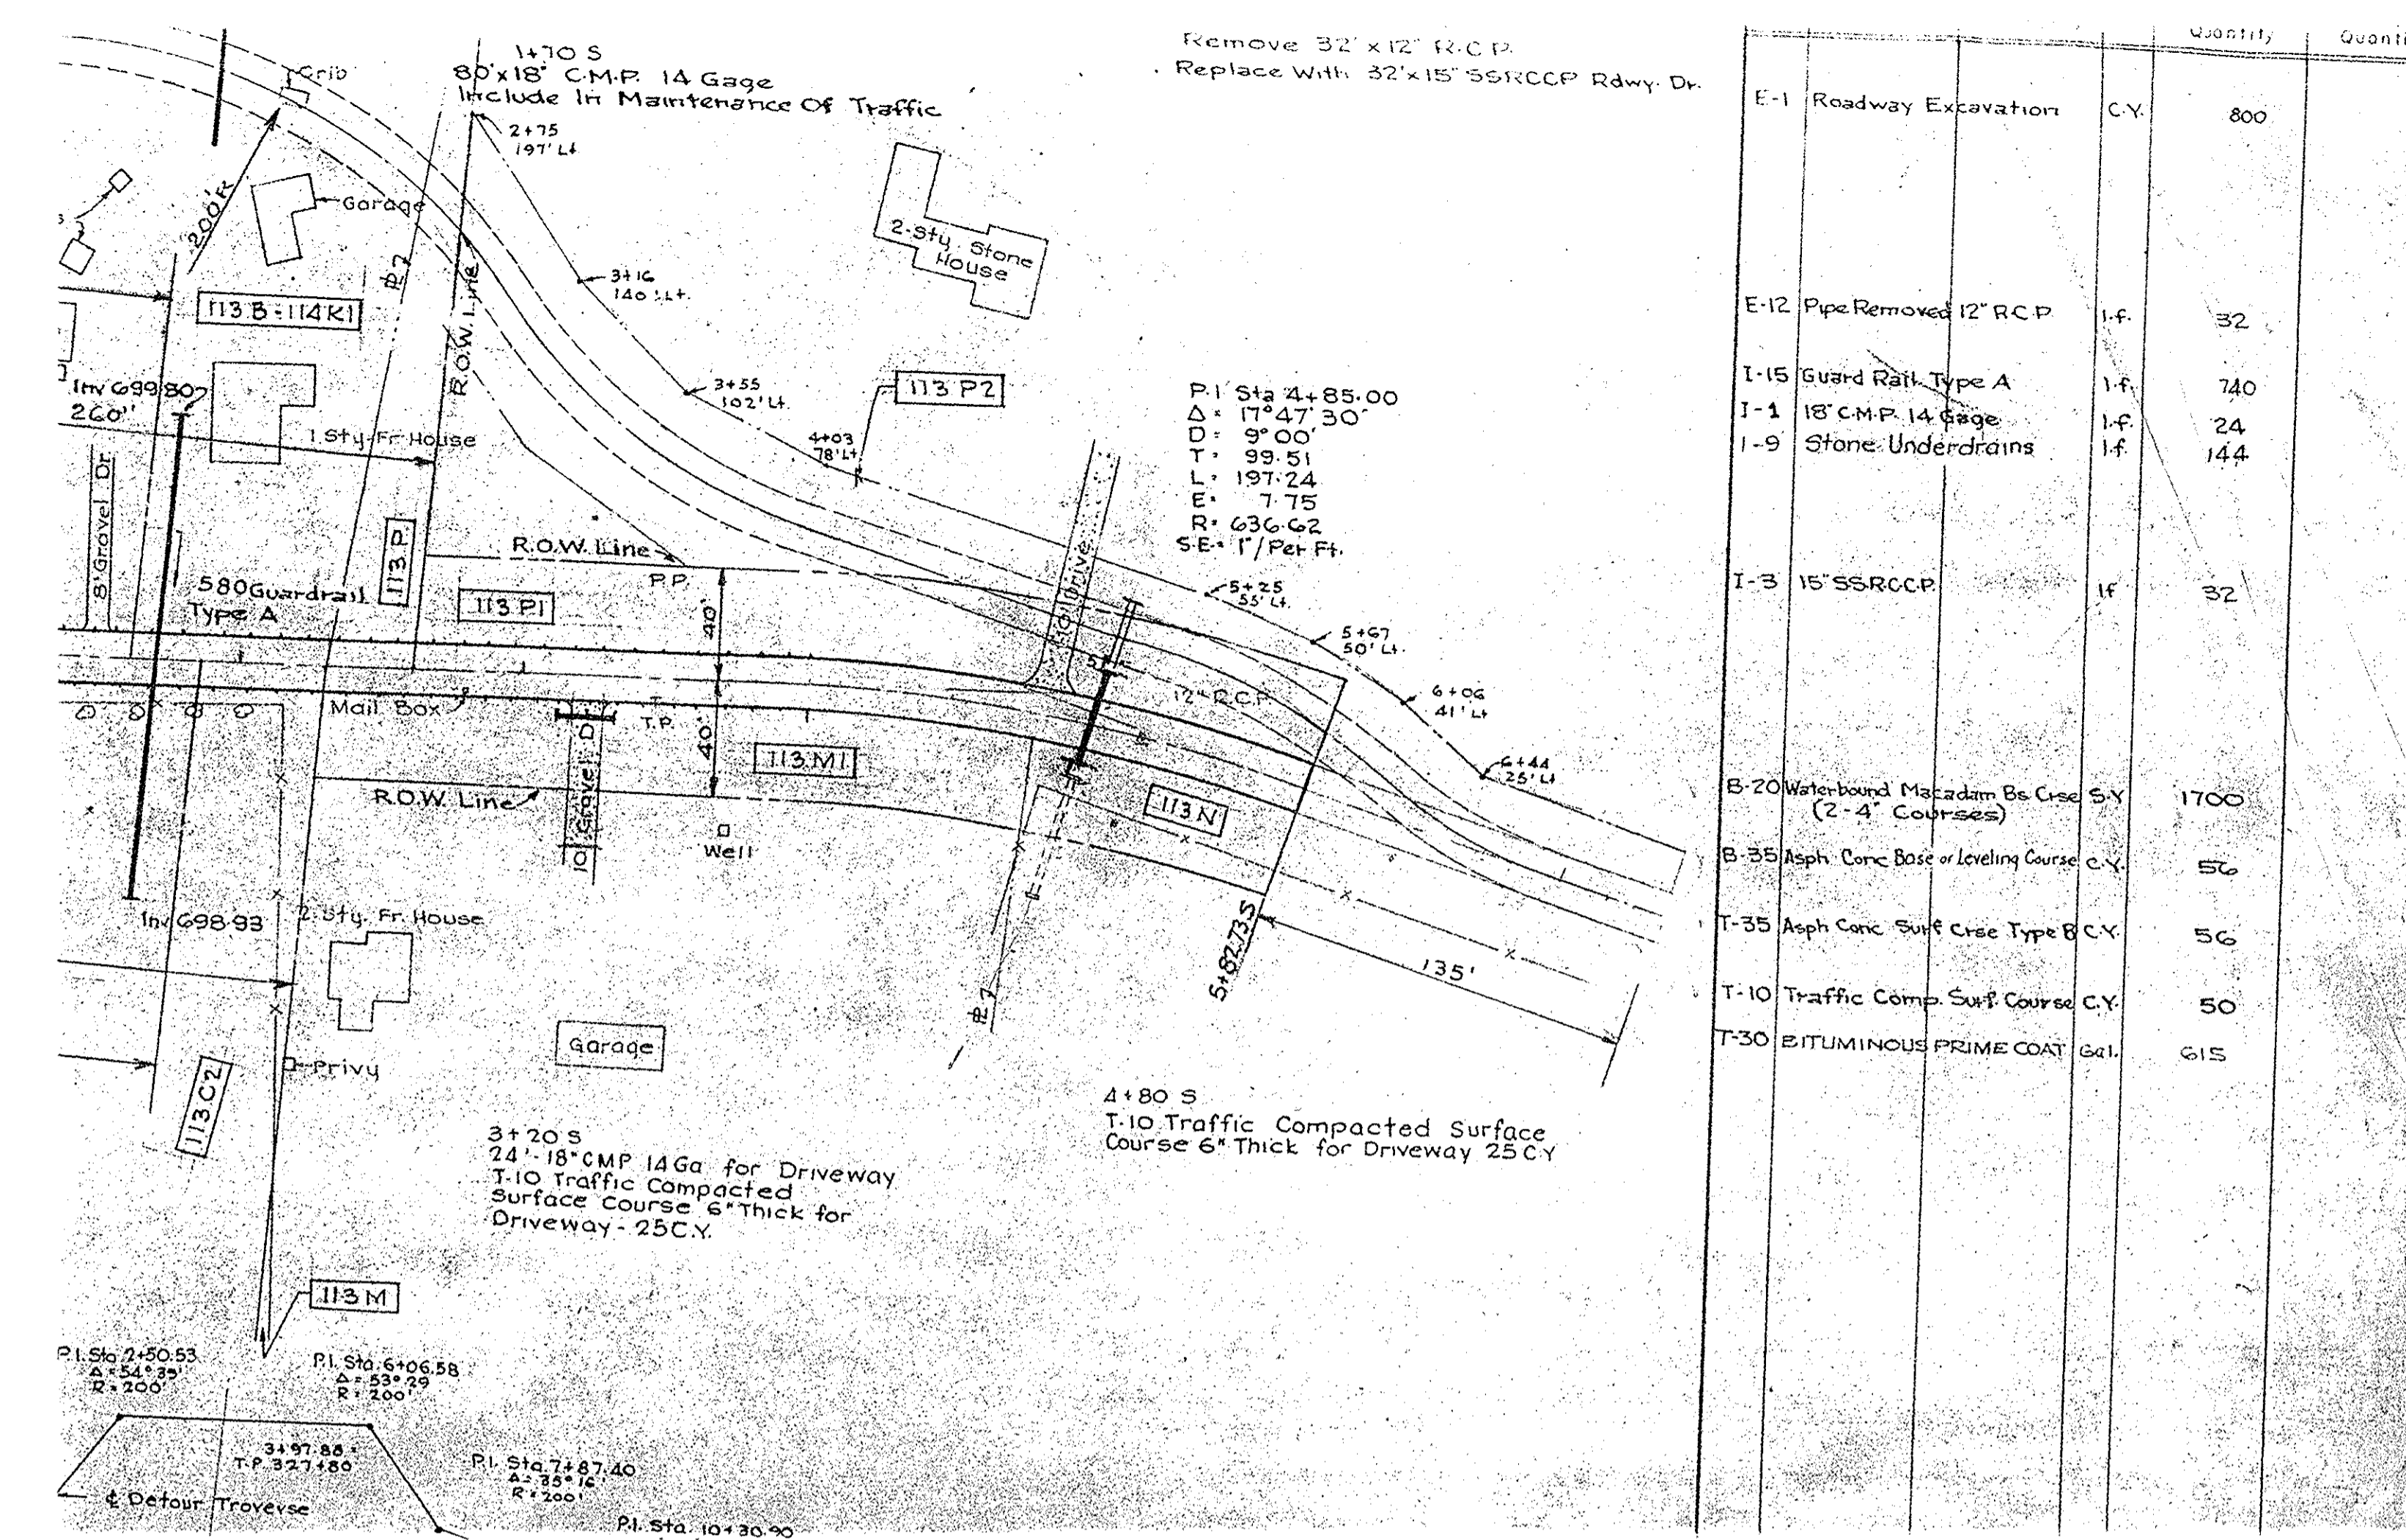 1+70 S
80'x18" C.M.P. 14 Gage
Include In Maintenance Of Traffic
Remove 32' x 12" R.C.P.
Replace With 32'x15" SSRCCP Rdwy. Dr.
Crib
200'R
Garage
2+75
197' Lt.
3+16
140' Lt.
3+55
102' Lt.
4+03
78' Lt.
2-Sty. Stone
House
113 B-114K1
R.O.W. Line
Inv 699.80
260'
1 Sty. Fr. House
113 P2
P.I. Sta 4+85.00
Δ = 17°47'30"
D = 9°00'
T = 99.51
L = 197.24
E = 7.75
R = 636.62
S.E. = 1"/Per Ft.
8' Gravel Dr.
113 P
R.O.W. Line
P.P.
580 Guardrail
Type A
113 P1
40'
10' Drive
5+25
55' Lt.
5+67
50' Lt.
6+06
41' Lt.
6+44
25' Lt.
Mail Box
T.P.
40'
12" R.C.P.
113 M1
113 N
R.O.W. Line
10' Gravel Dr.
Well
Inv 698.93
2 Sty. Fr. House
5+82.73 S
135'
Garage
Privy
113 C2
4+80 S
T-10 Traffic Compacted Surface
Course 6" Thick for Driveway 25 C.Y.
3+20 S
24'-18" CMP 14 Ga for Driveway
T-10 Traffic Compacted
Surface Course 6" Thick for
Driveway - 25 C.Y.
113 M
P.I. Sta 2+50.53
Δ = 54°39'
R = 200'
P.I. Sta. 6+06.58
Δ = 53°29
R = 200'
3+97.88 =
T.P. 327+80
₵ Detour Traverse
P.I. Sta. 7+87.40
Δ = 35°16'
R = 200'
P.I. Sta. 10+30.90
Quantity
E-1 Roadway Excavation C.Y. 800
E-12 Pipe Removed 12" R.C.P. l.f. 32
I-15 Guard Rail Type A l.f. 740
I-1 18" C.M.P. 14 Gage l.f. 24
I-9 Stone Underdrains l.f. 144
I-3 15" S.S.R.C.C.P. l.f. 32
B-20 Waterbound Macadam Bs Crse S.Y. 1700
(2-4" Courses)
B-35 Asph. Conc Base or Leveling Course C.Y. 56
T-35 Asph Conc Surf Crse Type B C.Y. 56
T-10 Traffic Comp. Surf. Course C.Y. 50
T-30 BITUMINOUS PRIME COAT Gal. 615